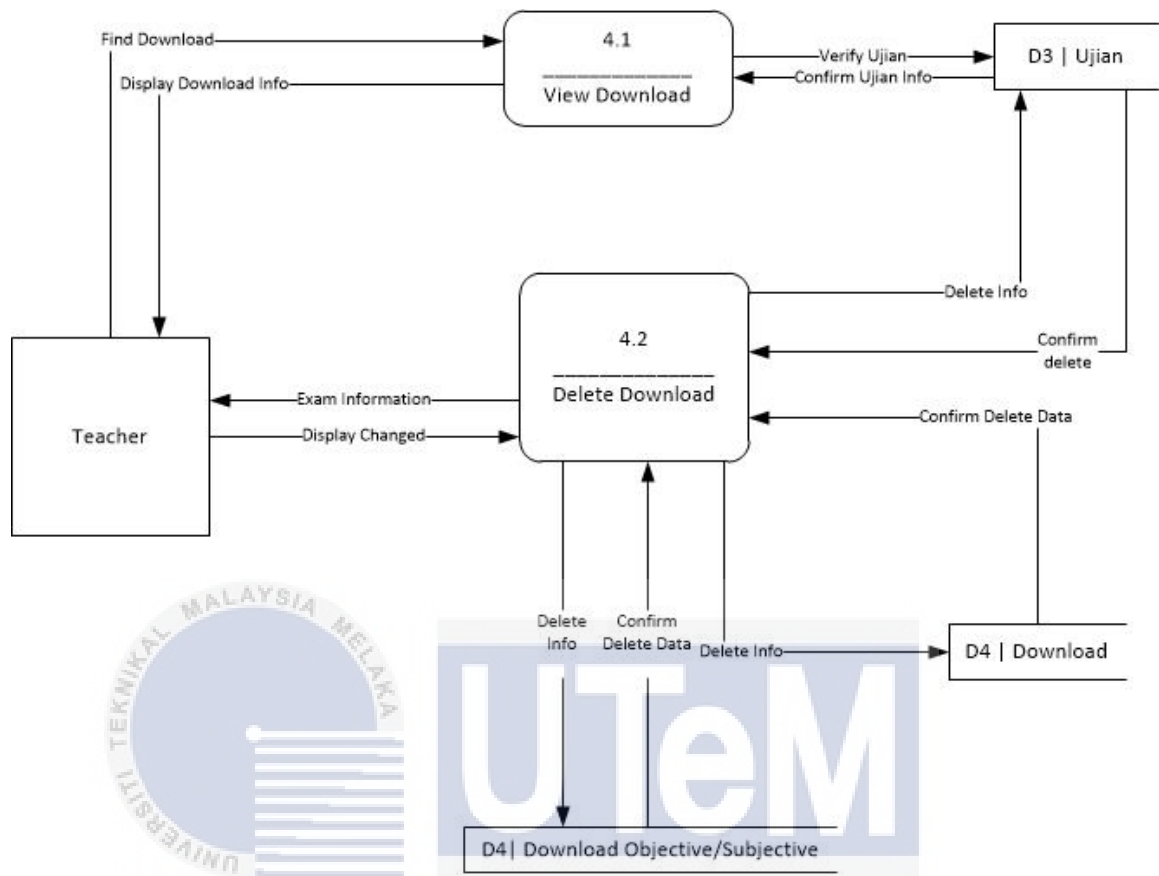 Find Download
Display Download Info
4.1
View Download
Verify Ujian
Confirm Ujian Info
D3 | Ujian
Delete Info
Confirm
delete
4.2
Delete Download
Exam Information
Display Changed
Teacher
Confirm Delete Data
Delete
Info
Confirm
Delete Data
Delete Info
D4 | Download
D4| Download Objective/Subjective
UNIVERSITI TEKNIKAL MALAYSIA MELAKA
UTeM